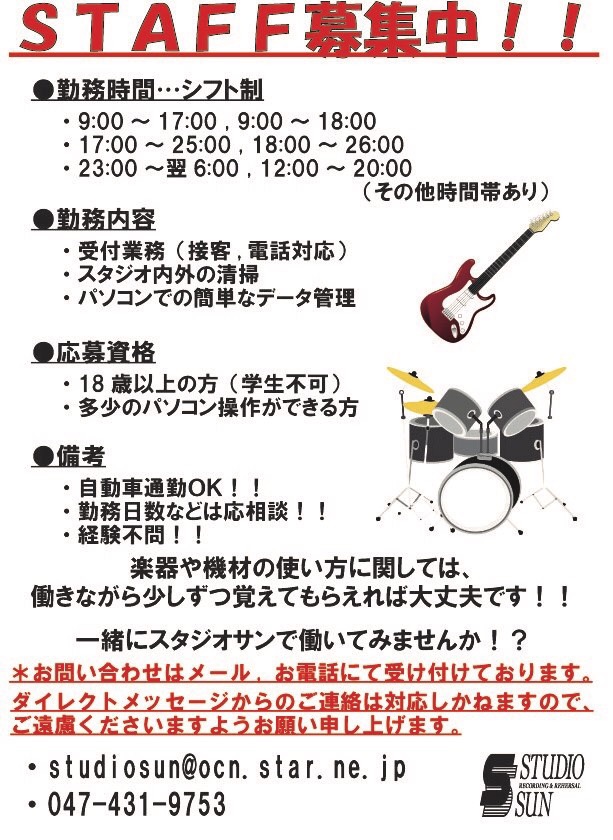 STAFF募集中！！
●勤務時間…シフト制
・9:00 ～ 17:00 , 9:00 ～ 18:00
・17:00 ～ 25:00 , 18:00 ～ 26:00
・23:00 ～翌 6:00 , 12:00 ～ 20:00
（その他時間帯あり）
●勤務内容
・受付業務（接客 , 電話対応）
・スタジオ内外の清掃
・パソコンでの簡単なデータ管理
●応募資格
・18 歳以上の方（学生不可）
・多少のパソコン操作ができる方
●備考
・自動車通勤OK！！
・勤務日数などは応相談！！
・経験不問！！
楽器や機材の使い方に関しては、
働きながら少しずつ覚えてもらえれば大丈夫です！！
一緒にスタジオサンで働いてみませんか！？
＊お問い合わせはメール , お電話にて受け付けております。
ダイレクトメッセージからのご連絡は対応しかねますので、
ご遠慮くださいますようお願い申し上げます。
・studiosun@ocn.star.ne.jp
・047-431-9753
STUDIO
RECORDING & REHERSAL
SUN